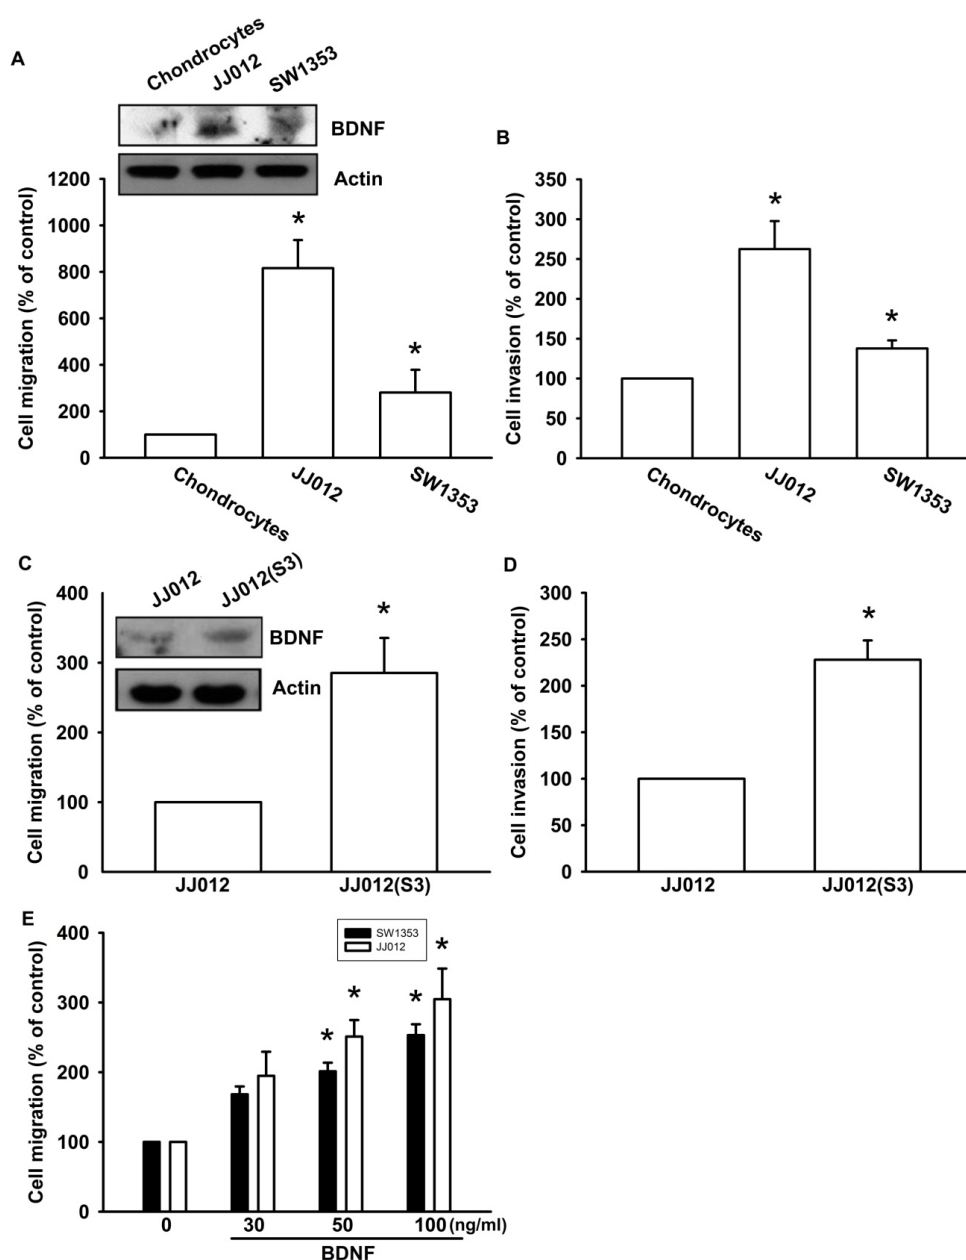 A
Chondrocytes
JJ012
SW1353
BDNF
Actin
Cell migration (% of control)
1200
1000
800
600
400
200
0
*
*
Chondrocytes
JJ012
SW1353
B
Cell invasion (% of control)
350
300
250
200
150
100
50
0
*
*
Chondrocytes
JJ012
SW1353
C
JJ012
JJ012(S3)
BDNF
Actin
Cell migration (% of control)
400
300
200
100
0
*
JJ012
JJ012(S3)
D
Cell invasion (% of control)
300
250
200
150
100
50
0
*
JJ012
JJ012(S3)
E
Cell migration (% of control)
400
300
200
100
0
SW1353
JJ012
*
*
*
*
0 30 50 100 (ng/ml)
BDNF